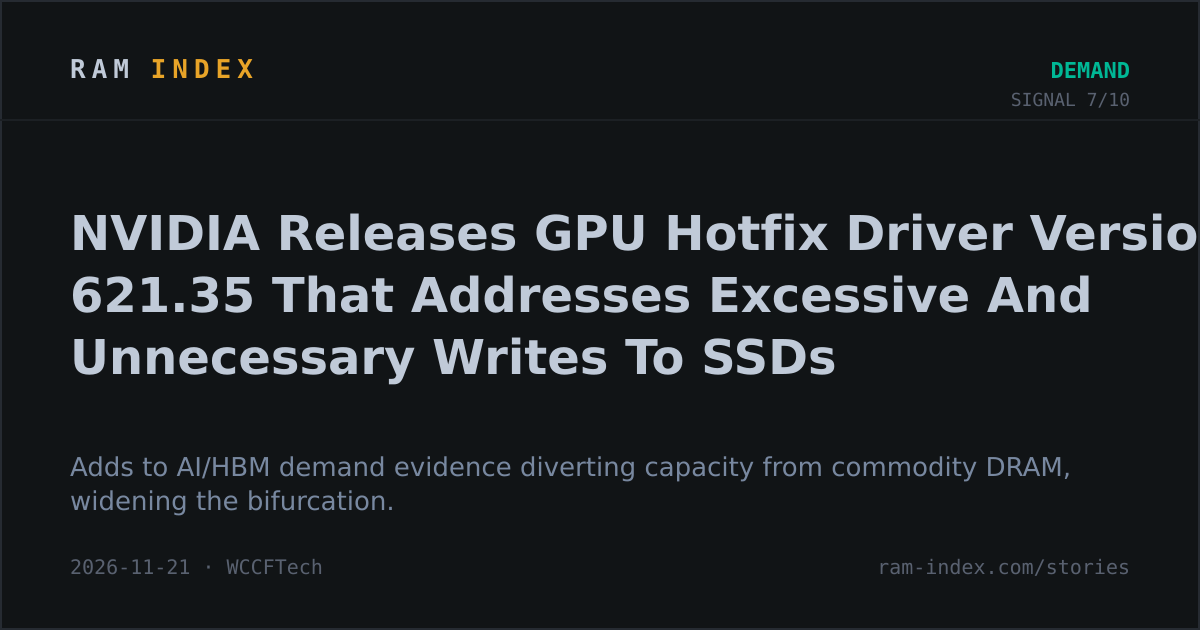 RAM INDEX
DEMAND
SIGNAL 7/10
NVIDIA Releases GPU Hotfix Driver Versio
621.35 That Addresses Excessive And
Unnecessary Writes To SSDs
Adds to AI/HBM demand evidence diverting capacity from commodity DRAM,
widening the bifurcation.
2026-11-21 · WCCFTech
ram-index.com/stories